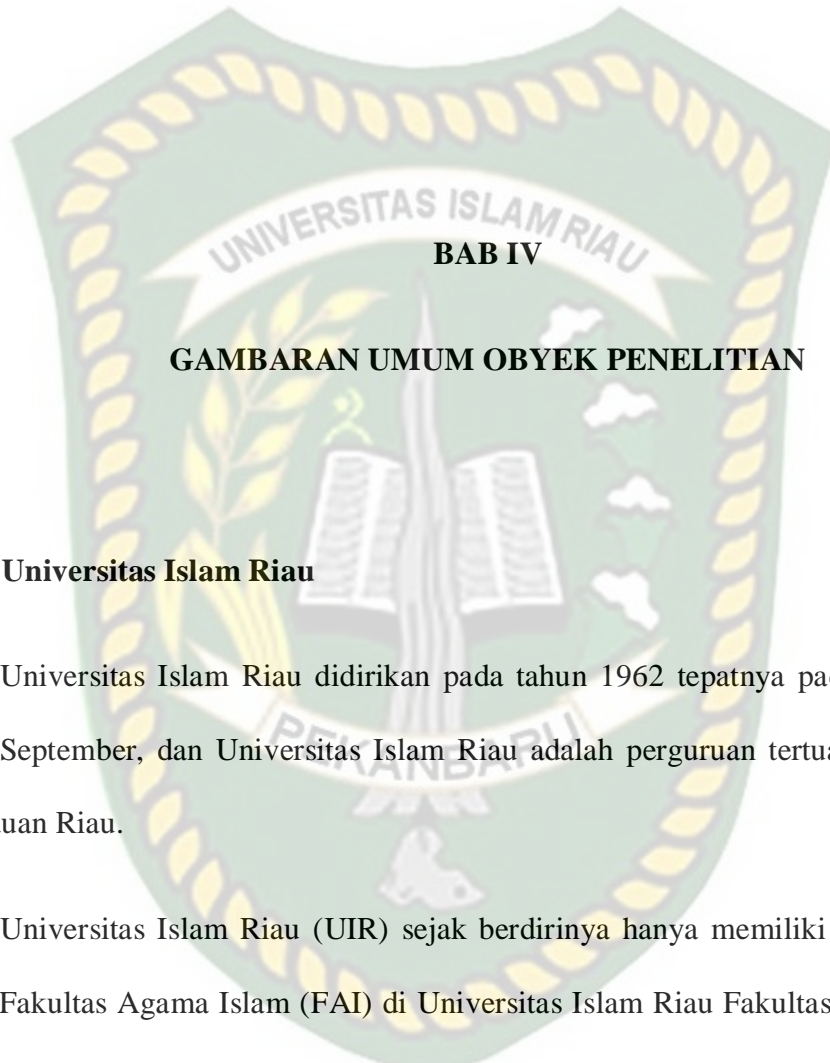 UNIVERSITAS ISLAM RIAU
BAB IV
GAMBARAN UMUM OBYEK PENELITIAN
Universitas Islam Riau
Universitas Islam Riau didirikan pada tahun 1962 tepatnya
September, dan Universitas Islam Riau adalah perguruan
PEKANBARU
uan Riau.
Universitas Islam Riau (UIR) sejak berdirinya hanya memiliki
Fakultas Agama Islam (FAI) di Universitas Islam Riau Fakultas